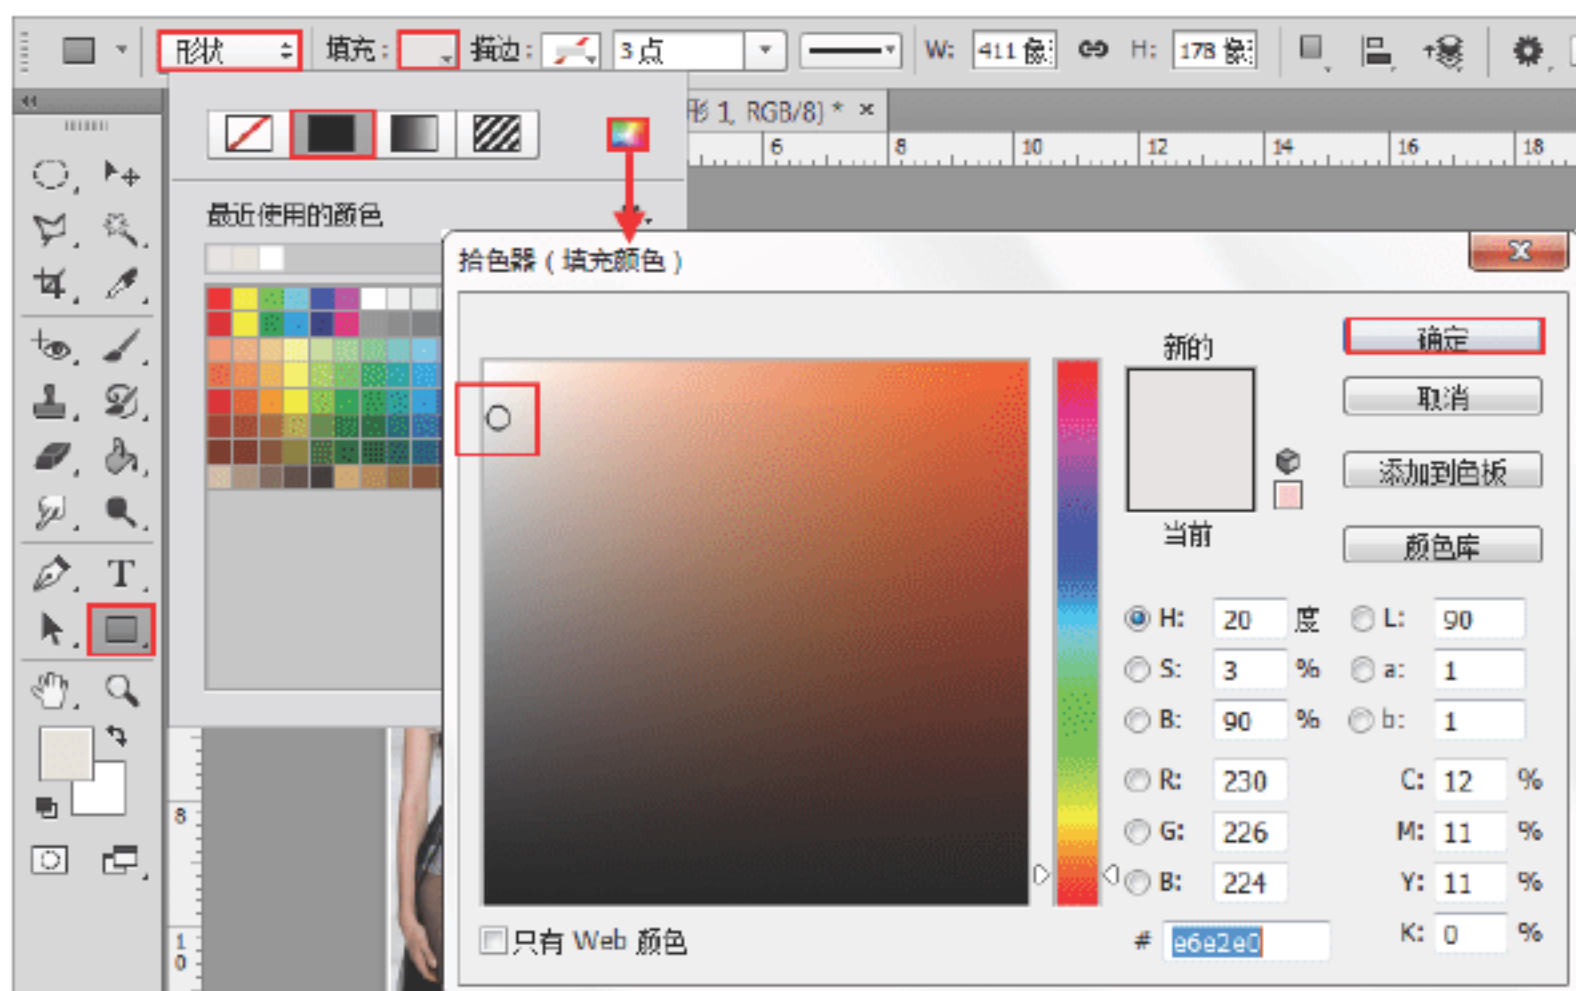 形状 填充: 描边: 3点 W: 411 像 H: 178 像
形 1, RGB/8) * ×
6 8 10 12 14 16 18
最近使用的颜色
拾色器（填充颜色）
新的
当前
确定
取消
添加到色板
颜色库
H: 20 度 L: 90
S: 3 % a: 1
B: 90 % b: 1
R: 230 C: 12 %
G: 226 M: 11 %
B: 224 Y: 11 %
# e6e2e0 K: 0 %
只有 Web 颜色
T
8
10